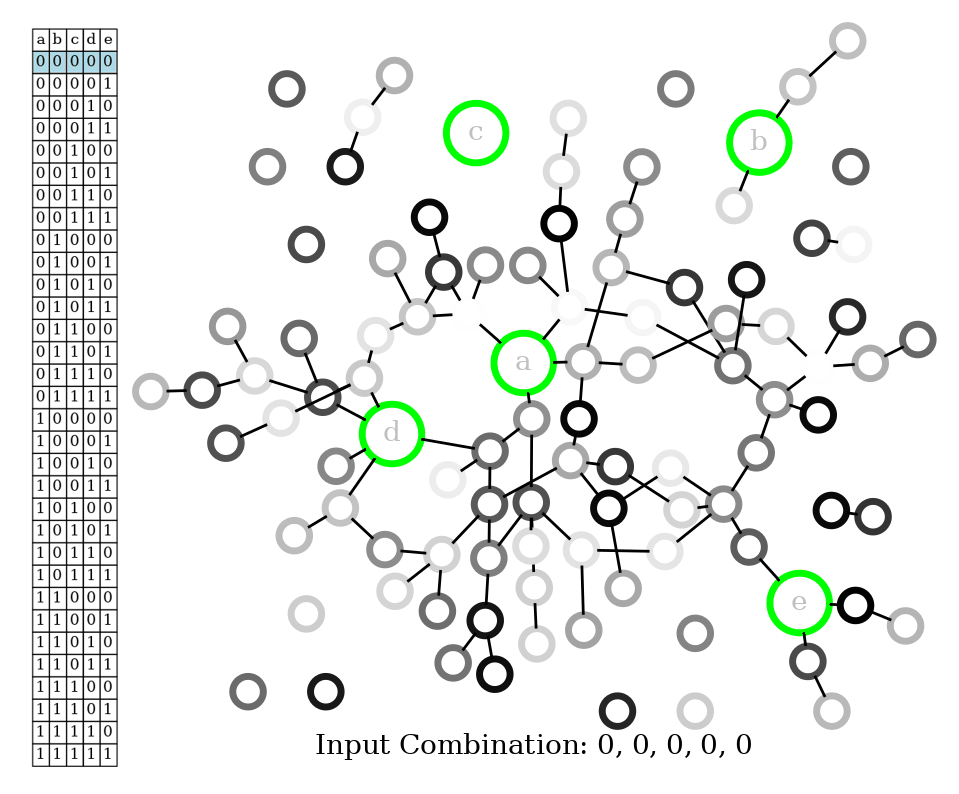 a b c d e
0 0 0 0 0
0 0 0 0 1
0 0 0 1 0
0 0 0 1 1
0 0 1 0 0
0 0 1 0 1
0 0 1 1 0
0 0 1 1 1
0 1 0 0 0
0 1 0 0 1
0 1 0 1 0
0 1 0 1 1
0 1 1 0 0
0 1 1 0 1
0 1 1 1 0
0 1 1 1 1
1 0 0 0 0
1 0 0 0 1
1 0 0 1 0
1 0 0 1 1
1 0 1 0 0
1 0 1 0 1
1 0 1 1 0
1 0 1 1 1
1 1 0 0 0
1 1 0 0 1
1 1 0 1 0
1 1 0 1 1
1 1 1 0 0
1 1 1 0 1
1 1 1 1 0
1 1 1 1 1
c
b
a
d
e
Input Combination: 0, 0, 0, 0, 0